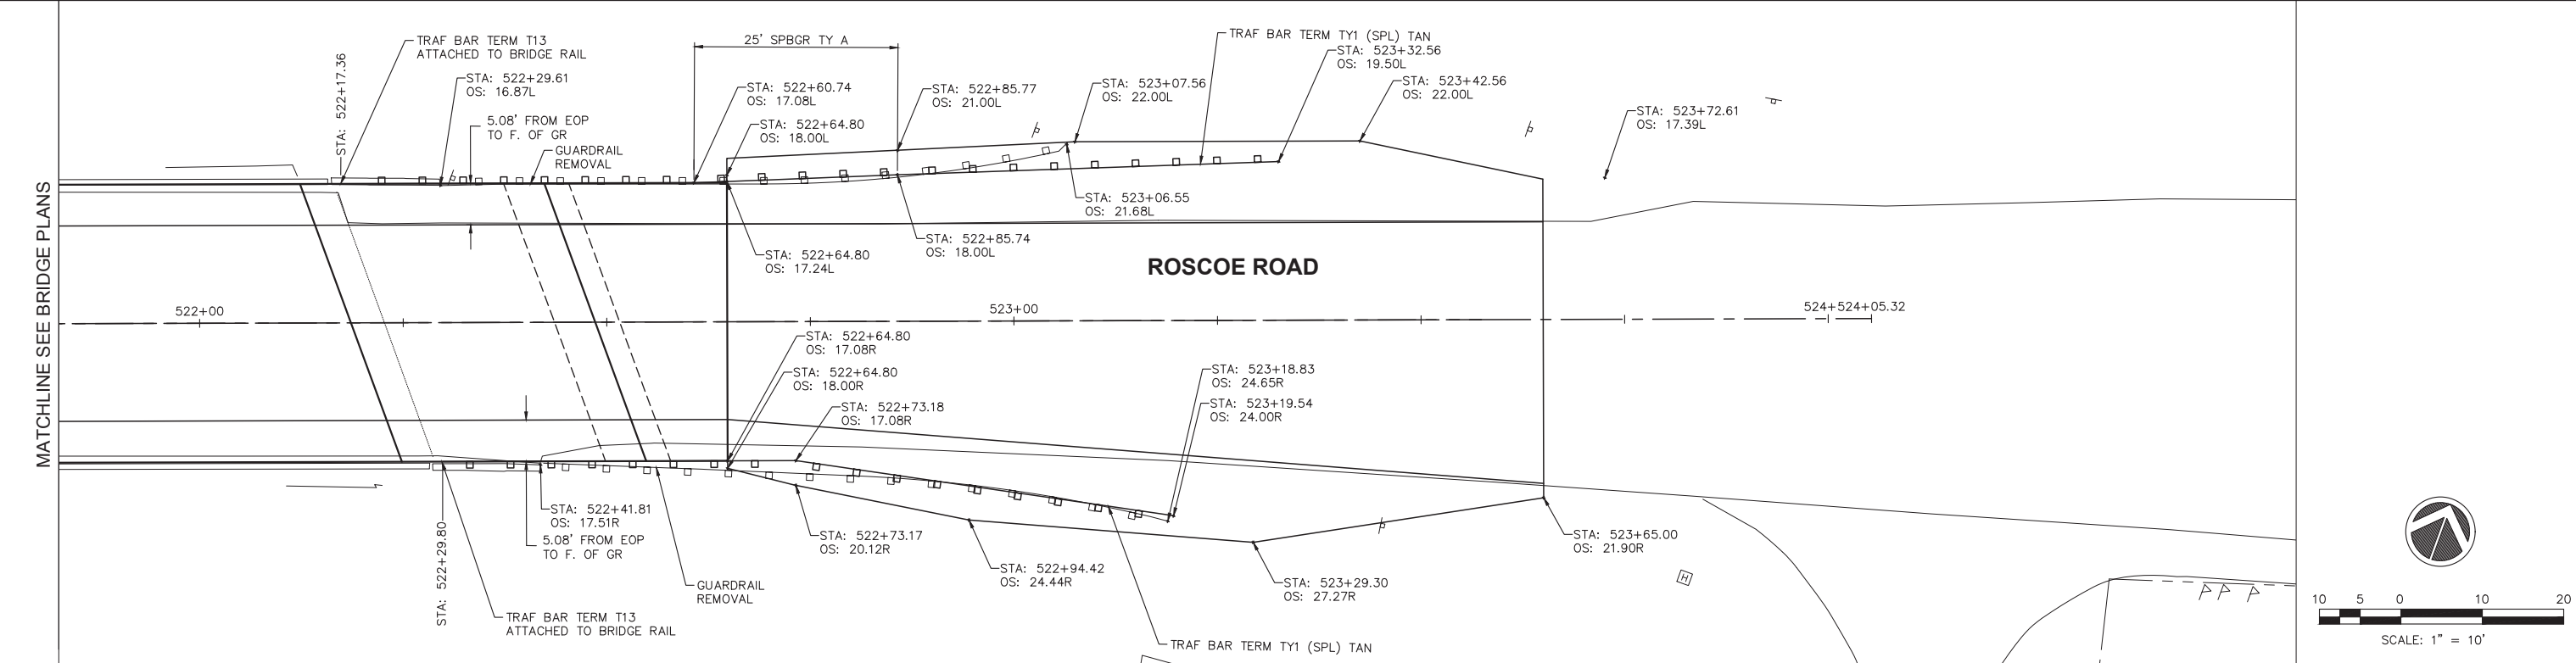 MATCHLINE SEE BRIDGE PLANS
STA: 522+17.36
TRAF BAR TERM T13
ATTACHED TO BRIDGE RAIL
STA: 522+29.61
OS: 16.87L
5.08' FROM EOP
TO F. OF GR
GUARDRAIL
REMOVAL
25' SPBGR TY A
STA: 522+60.74
OS: 17.08L
STA: 522+64.80
OS: 18.00L
STA: 522+85.77
OS: 21.00L
STA: 523+07.56
OS: 22.00L
TRAF BAR TERM TY1 (SPL) TAN
STA: 523+32.56
OS: 19.50L
STA: 523+42.56
OS: 22.00L
STA: 523+72.61
OS: 17.39L
STA: 523+06.55
OS: 21.68L
STA: 522+85.74
OS: 18.00L
STA: 522+64.80
OS: 17.24L
ROSCOE ROAD
522+00
523+00
524+524+05.32
STA: 522+64.80
OS: 17.08R
STA: 522+64.80
OS: 18.00R
STA: 522+73.18
OS: 17.08R
STA: 523+18.83
OS: 24.65R
STA: 523+19.54
OS: 24.00R
STA: 522+41.81
OS: 17.51R
5.08' FROM EOP
TO F. OF GR
STA: 522+29.80
TRAF BAR TERM T13
ATTACHED TO BRIDGE RAIL
GUARDRAIL
REMOVAL
STA: 522+73.17
OS: 20.12R
STA: 522+94.42
OS: 24.44R
STA: 523+29.30
OS: 27.27R
STA: 523+65.00
OS: 21.90R
TRAF BAR TERM TY1 (SPL) TAN
H
10 5 0 10 20
SCALE: 1" = 10'